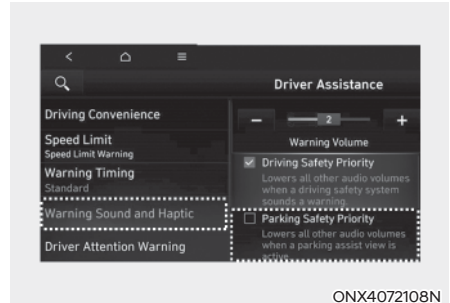 Driver Assistance
Driving Convenience
Speed Limit
Speed Limit Warning
Warning Timing
Standard
Warning Sound and Haptic
Driver Attention Warning
− 2 +
Warning Volume
Driving Safety Priority
Lowers all other audio volumes
when a driving safety system
sounds a warning.
Parking Safety Priority
Lowers all other audio volumes
when a parking assist view is
active.
ONX4072108N